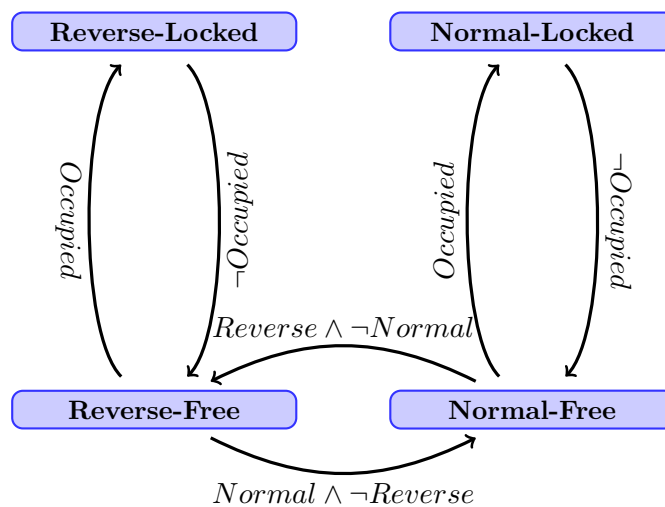 Reverse-Locked
Normal-Locked
Occupied
¬Occupied
Occupied
¬Occupied
Reverse ∧ ¬Normal
Reverse-Free
Normal-Free
Normal ∧ ¬Reverse